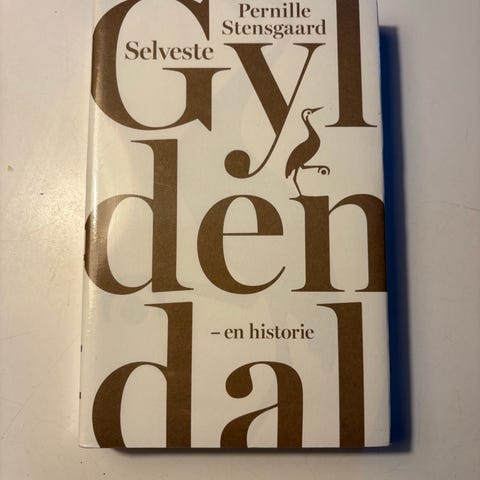 Pernille
Stensgaard
Selveste
Gyl
den
dal
– en historie